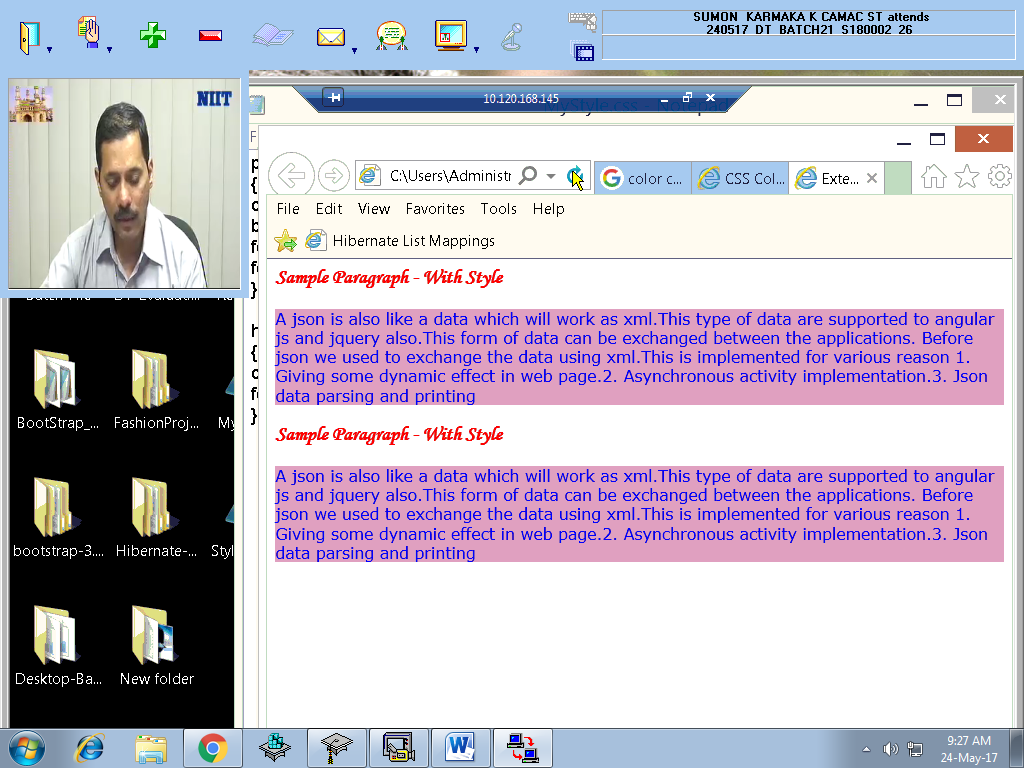 SUMON KARMAKA K CAMAC ST attends
240517_DT_BATCH21_S180002_26
NIIT
10.120.168.145
C:\Users\Administr
color c...
CSS Col...
Exte...
File Edit View Favorites Tools Help
Hibernate List Mappings
Sample Paragraph - With Style
A json is also like a data which will work as xml.This type of data are supported to angular
js and jquery also.This form of data can be exchanged between the applications. Before
json we used to exchange the data using xml.This is implemented for various reason 1.
Giving some dynamic effect in web page.2. Asynchronous activity implementation.3. Json
data parsing and printing
Sample Paragraph - With Style
A json is also like a data which will work as xml.This type of data are supported to angular
js and jquery also.This form of data can be exchanged between the applications. Before
json we used to exchange the data using xml.This is implemented for various reason 1.
Giving some dynamic effect in web page.2. Asynchronous activity implementation.3. Json
data parsing and printing
p
{
b
}
h
{
}
BootStrap_... FashionProj... My
bootstrap-3.... Hibernate-... Styl
Desktop-Ba... New folder
9:27 AM
24-May-17